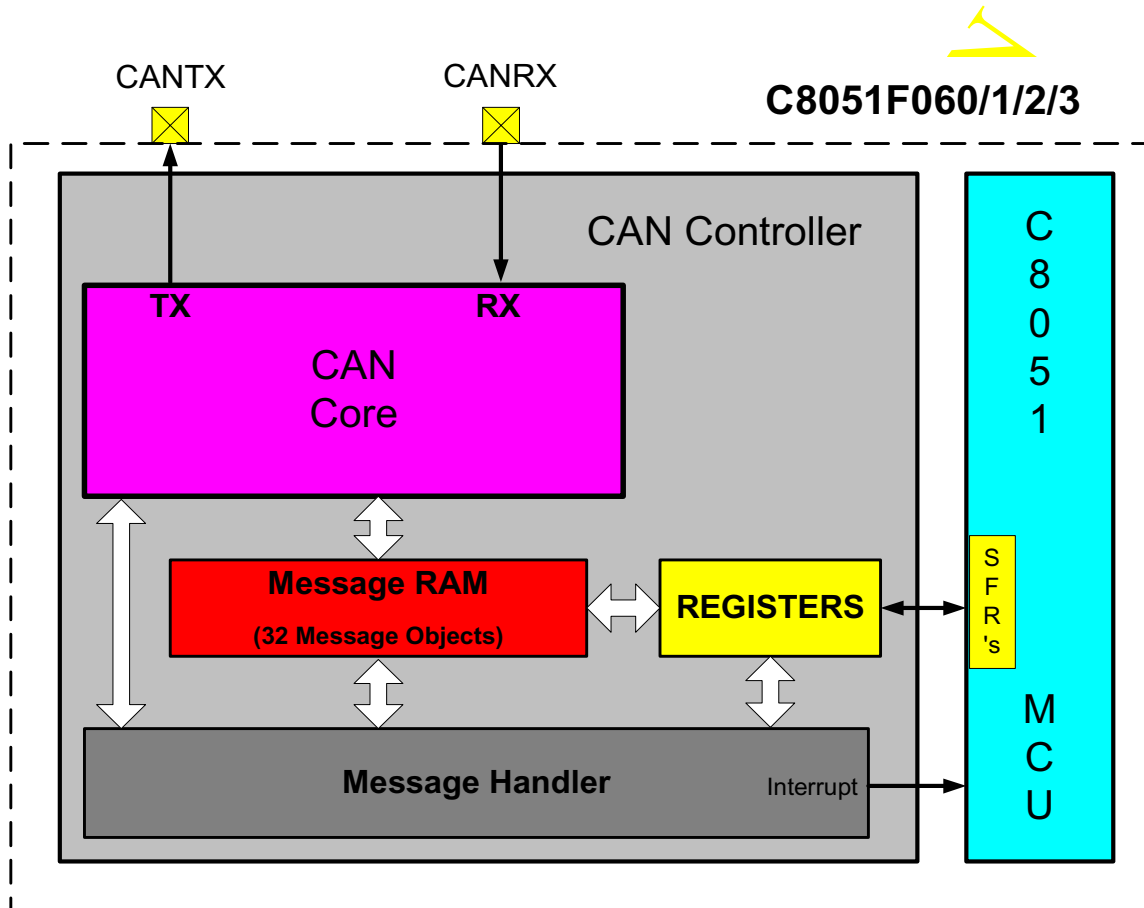 CANTX
CANRX
C8051F060/1/2/3
CAN Controller
TX
RX
CAN
Core
Message RAM
(32 Message Objects)
REGISTERS
Message Handler
Interrupt
C
8
0
5
1
S
F
R
's
M
C
U